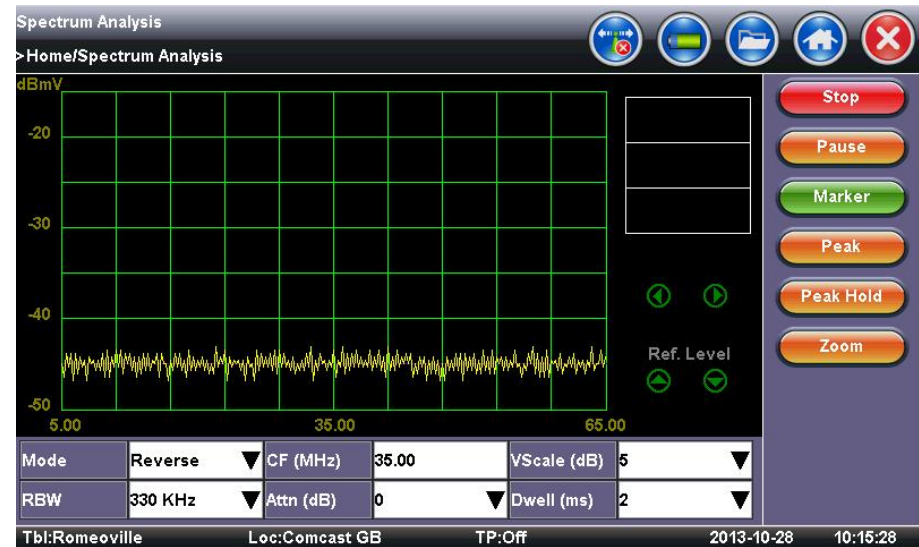 Spectrum Analysis
>Home/Spectrum Analysis
dBmV
-20
-30
-40
-50
5.00 35.00 65.00
Ref. Level
Stop
Pause
Marker
Peak
Peak Hold
Zoom
Mode Reverse CF (MHz) 35.00 VScale (dB) 5
RBW 330 KHz Attn (dB) 0 Dwell (ms) 2
Tbl:Romeoville Loc:Comcast GB TP:Off 2013-10-28 10:15:28